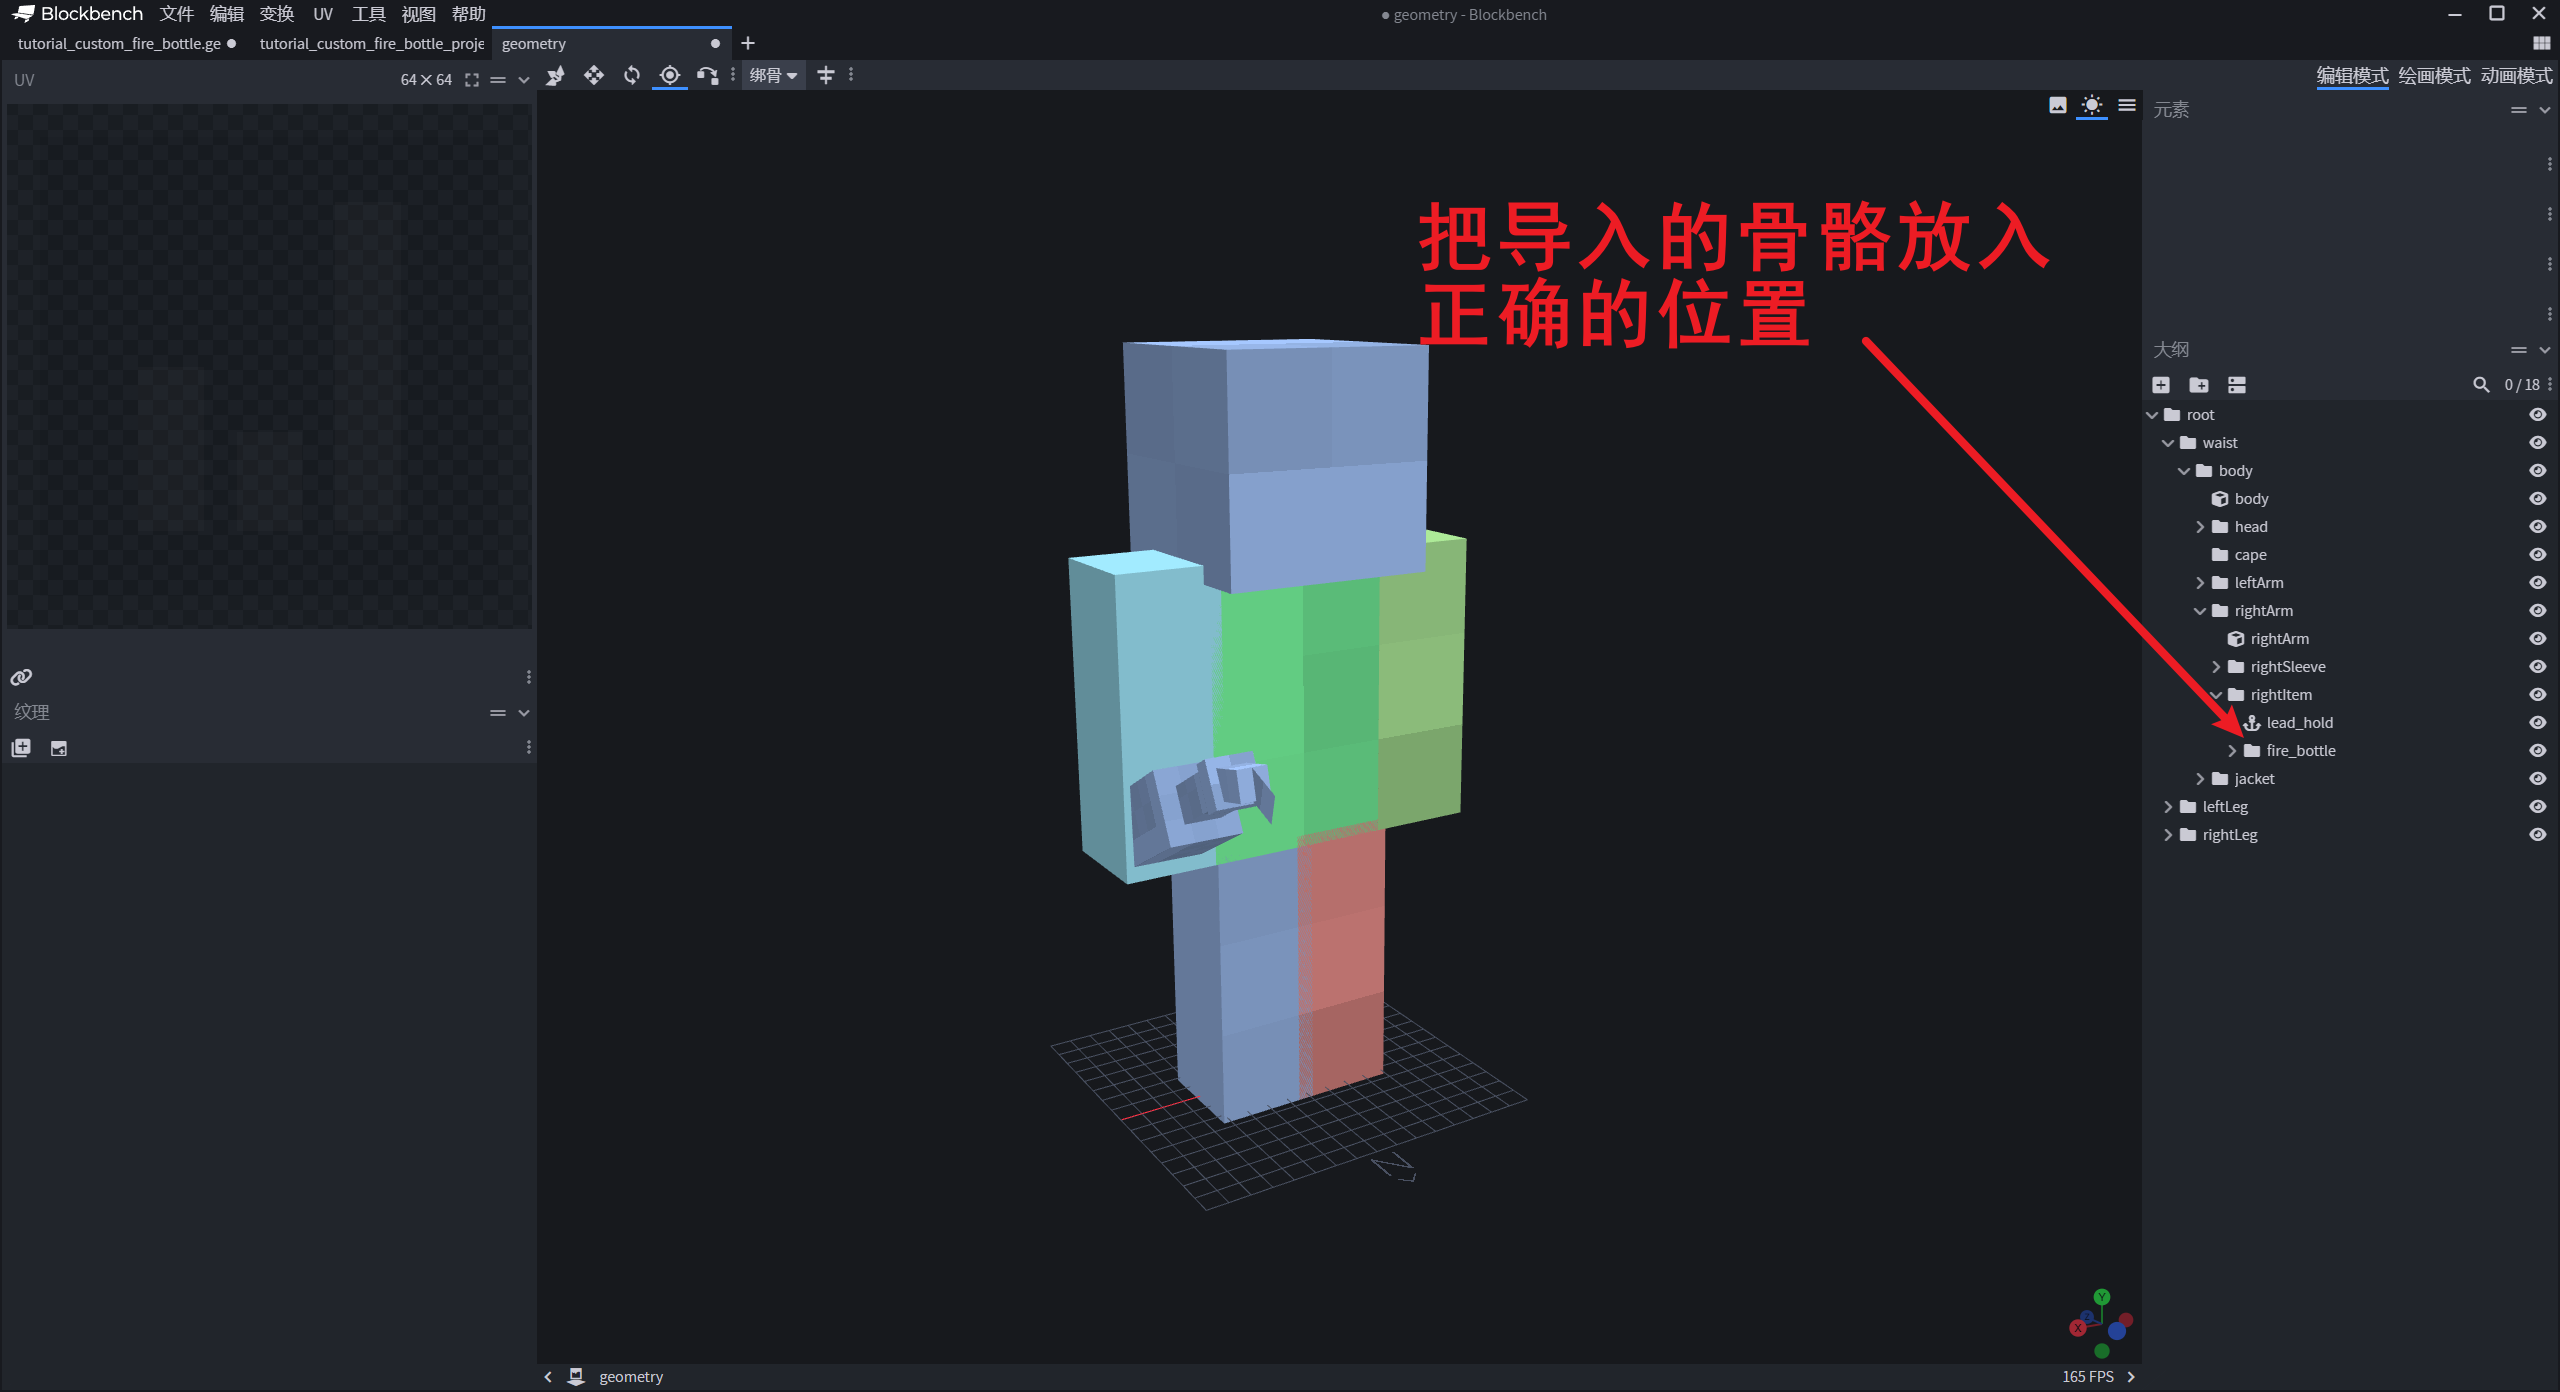 Blockbench 文件 编辑 变换 UV 工具 视图 帮助
● geometry - Blockbench
tutorial_custom_fire_bottle.ge ● tutorial_custom_fire_bottle_proje geometry ● +
UV 64×64
绑骨
编辑模式 绘画模式 动画模式
元素
把导入的骨骼放入
正确的位置
大纲
0 / 18
root
waist
body
body
head
cape
leftArm
rightArm
rightArm
rightSleeve
rightItem
lead_hold
fire_bottle
jacket
leftLeg
rightLeg
纹理
Y
X
geometry
165 FPS